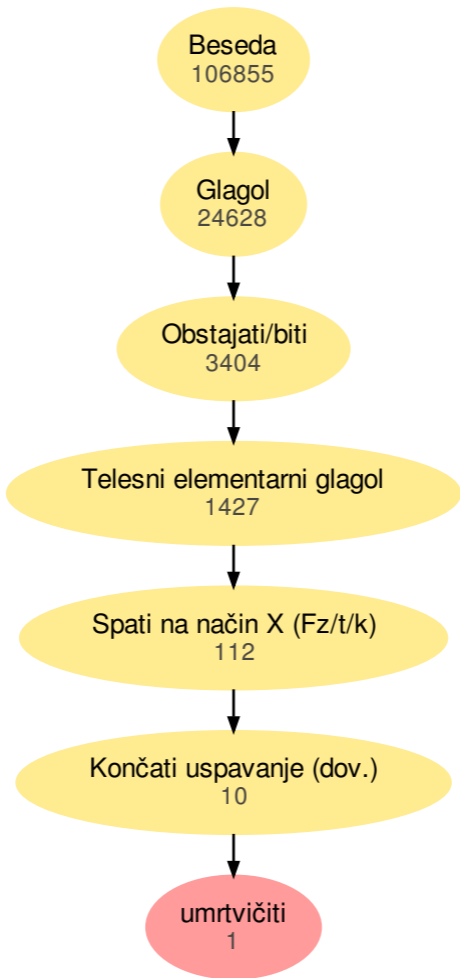 Beseda
106855
Glagol
24628
Obstajati/biti
3404
Telesni elementarni glagol
1427
Spati na način X (Fz/t/k)
112
Končati uspavanje (dov.)
10
umrtvičiti
1